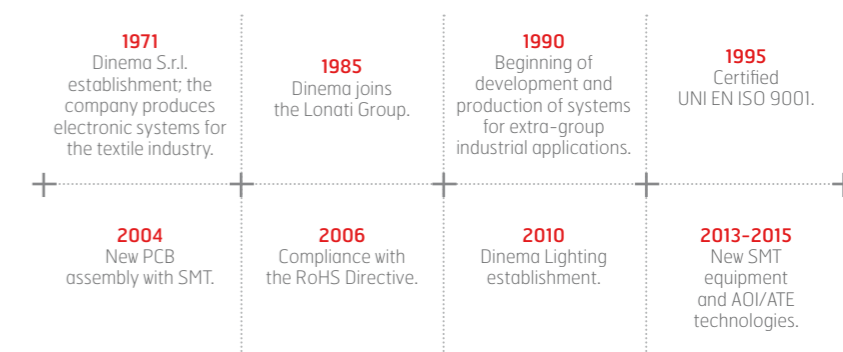 1971
Dinema S.r.l.
establishment; the
company produces
electronic systems for
the textile industry.
1985
Dinema joins
the Lonati Group.
1990
Beginning of
development and
production of systems
for extra-group
industrial applications.
1995
Certified
UNI EN ISO 9001.
2004
New PCB
assembly with SMT.
2006
Compliance with
the RoHS Directive.
2010
Dinema Lighting
establishment.
2013-2015
New SMT
equipment
and AOI/ATE
technologies.